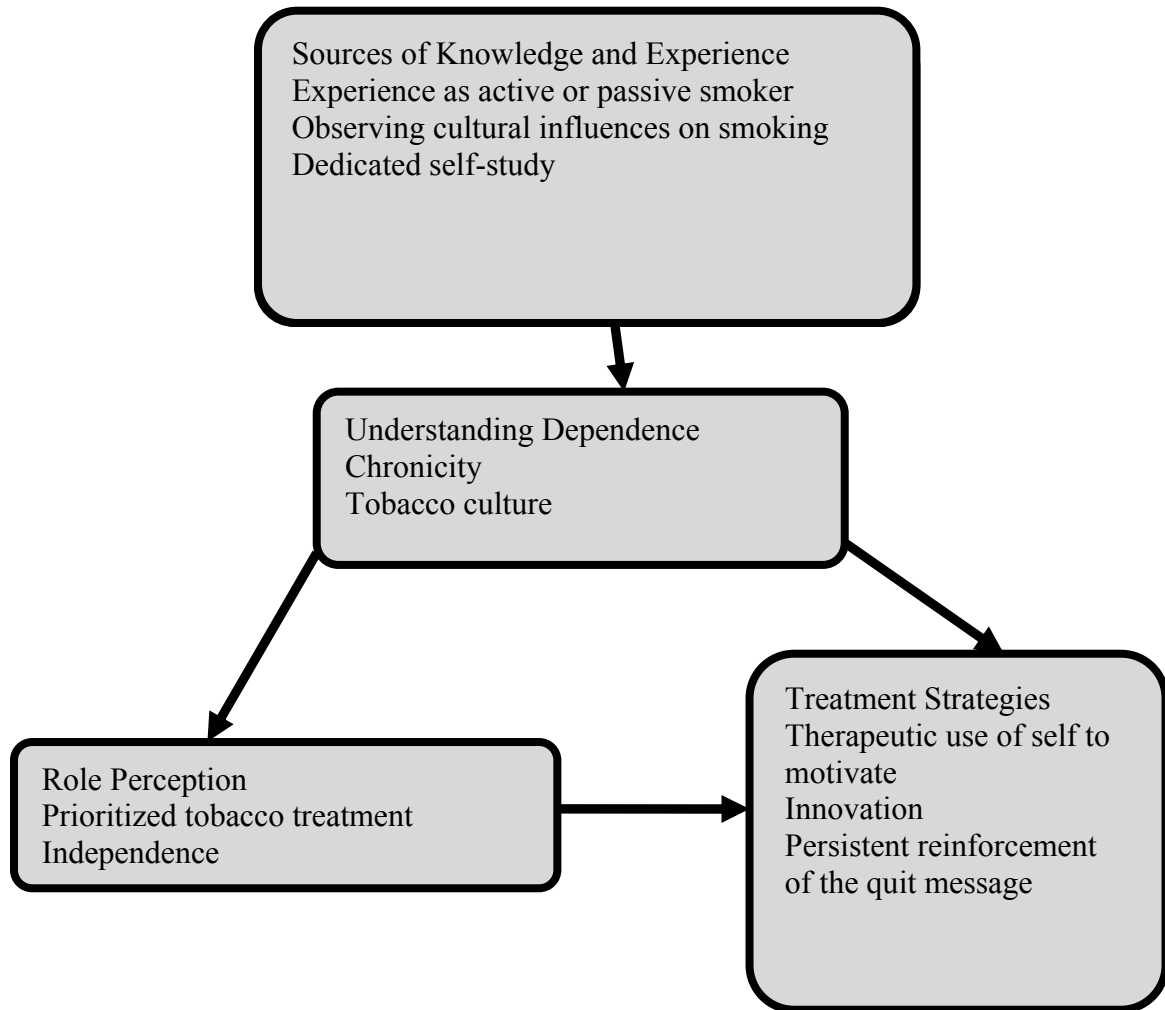 Sources of Knowledge and Experience
Experience as active or passive smoker
Observing cultural influences on smoking
Dedicated self-study
Understanding Dependence
Chronicity
Tobacco culture
Role Perception
Prioritized tobacco treatment
Independence
Treatment Strategies
Therapeutic use of self to
motivate
Innovation
Persistent reinforcement
of the quit message